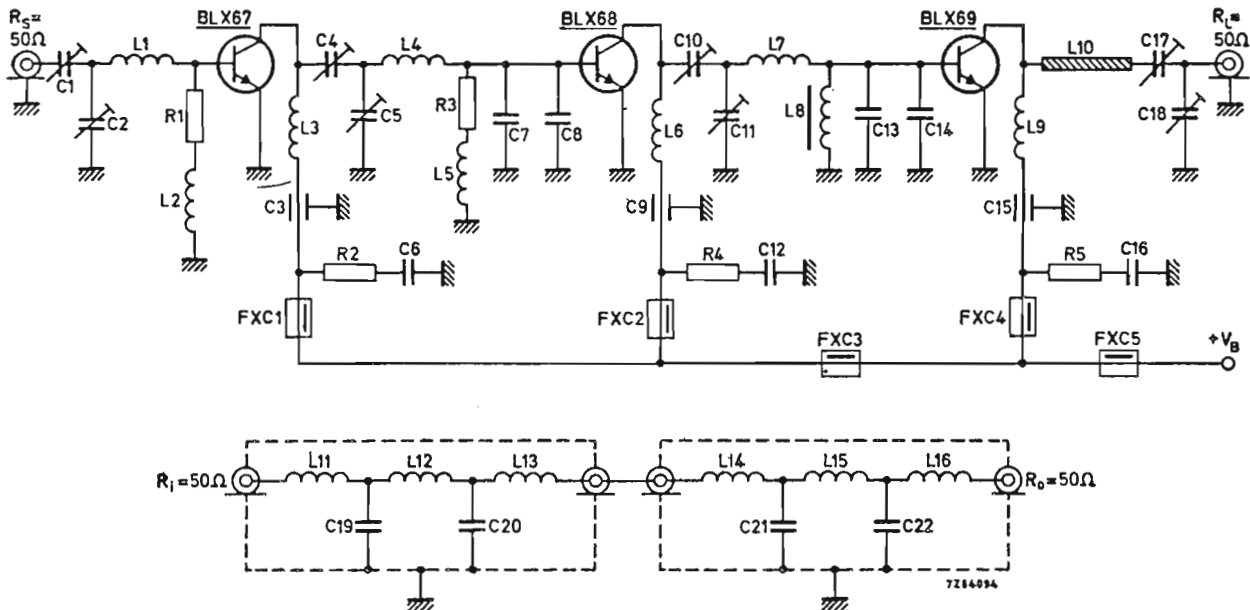 RS=
50Ω
C1
C2
L1
R1
L2
BLX67
L3
C3
C4
C5
L4
R3
L5
C7
C8
BLX68
L6
C9
C10
C11
L7
L8
C13
C14
BLX69
L9
C15
L10
C17
C18
RL=
50Ω
R2
C6
R4
C12
R5
C16
FXC1
FXC2
FXC3
FXC4
FXC5
+VB
Ri=50Ω
L11
L12
L13
C19
C20
L14
L15
L16
C21
C22
Ro=50Ω
7Z64094